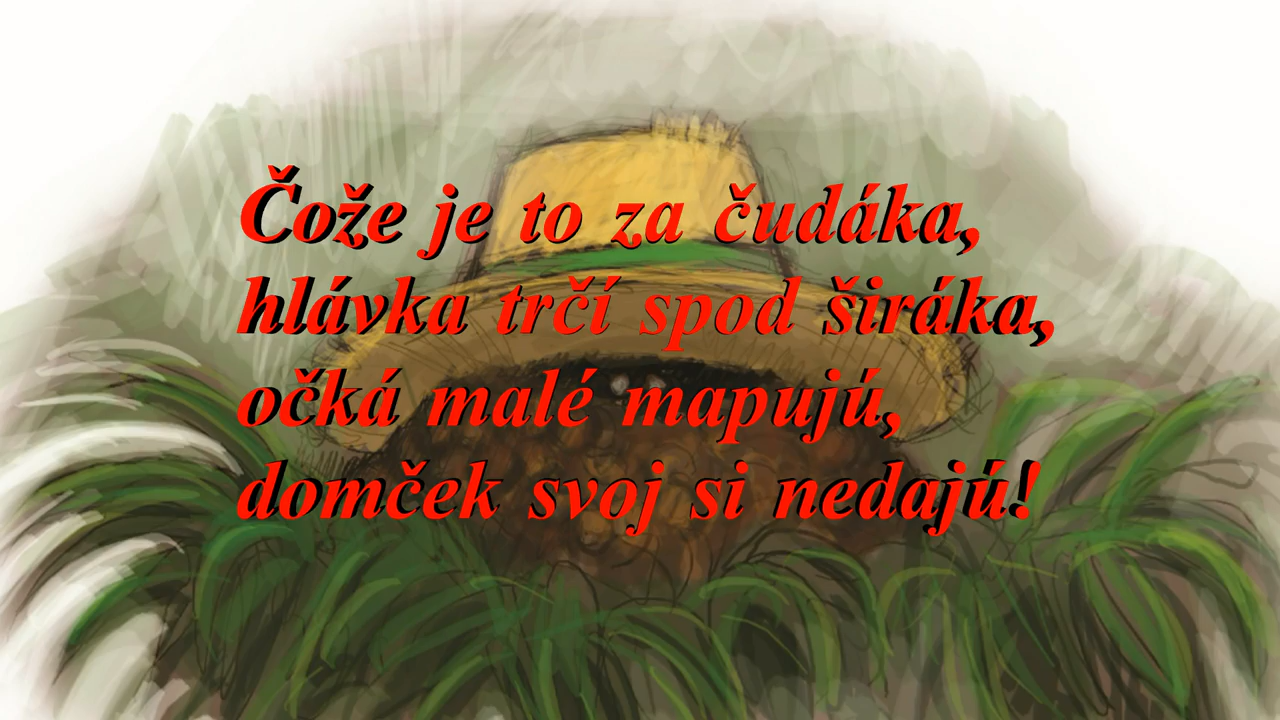 Čože je to za čudáka,
hlávka trčí spod širáka,
očká malé mapujú,
domček svoj si nedajú!